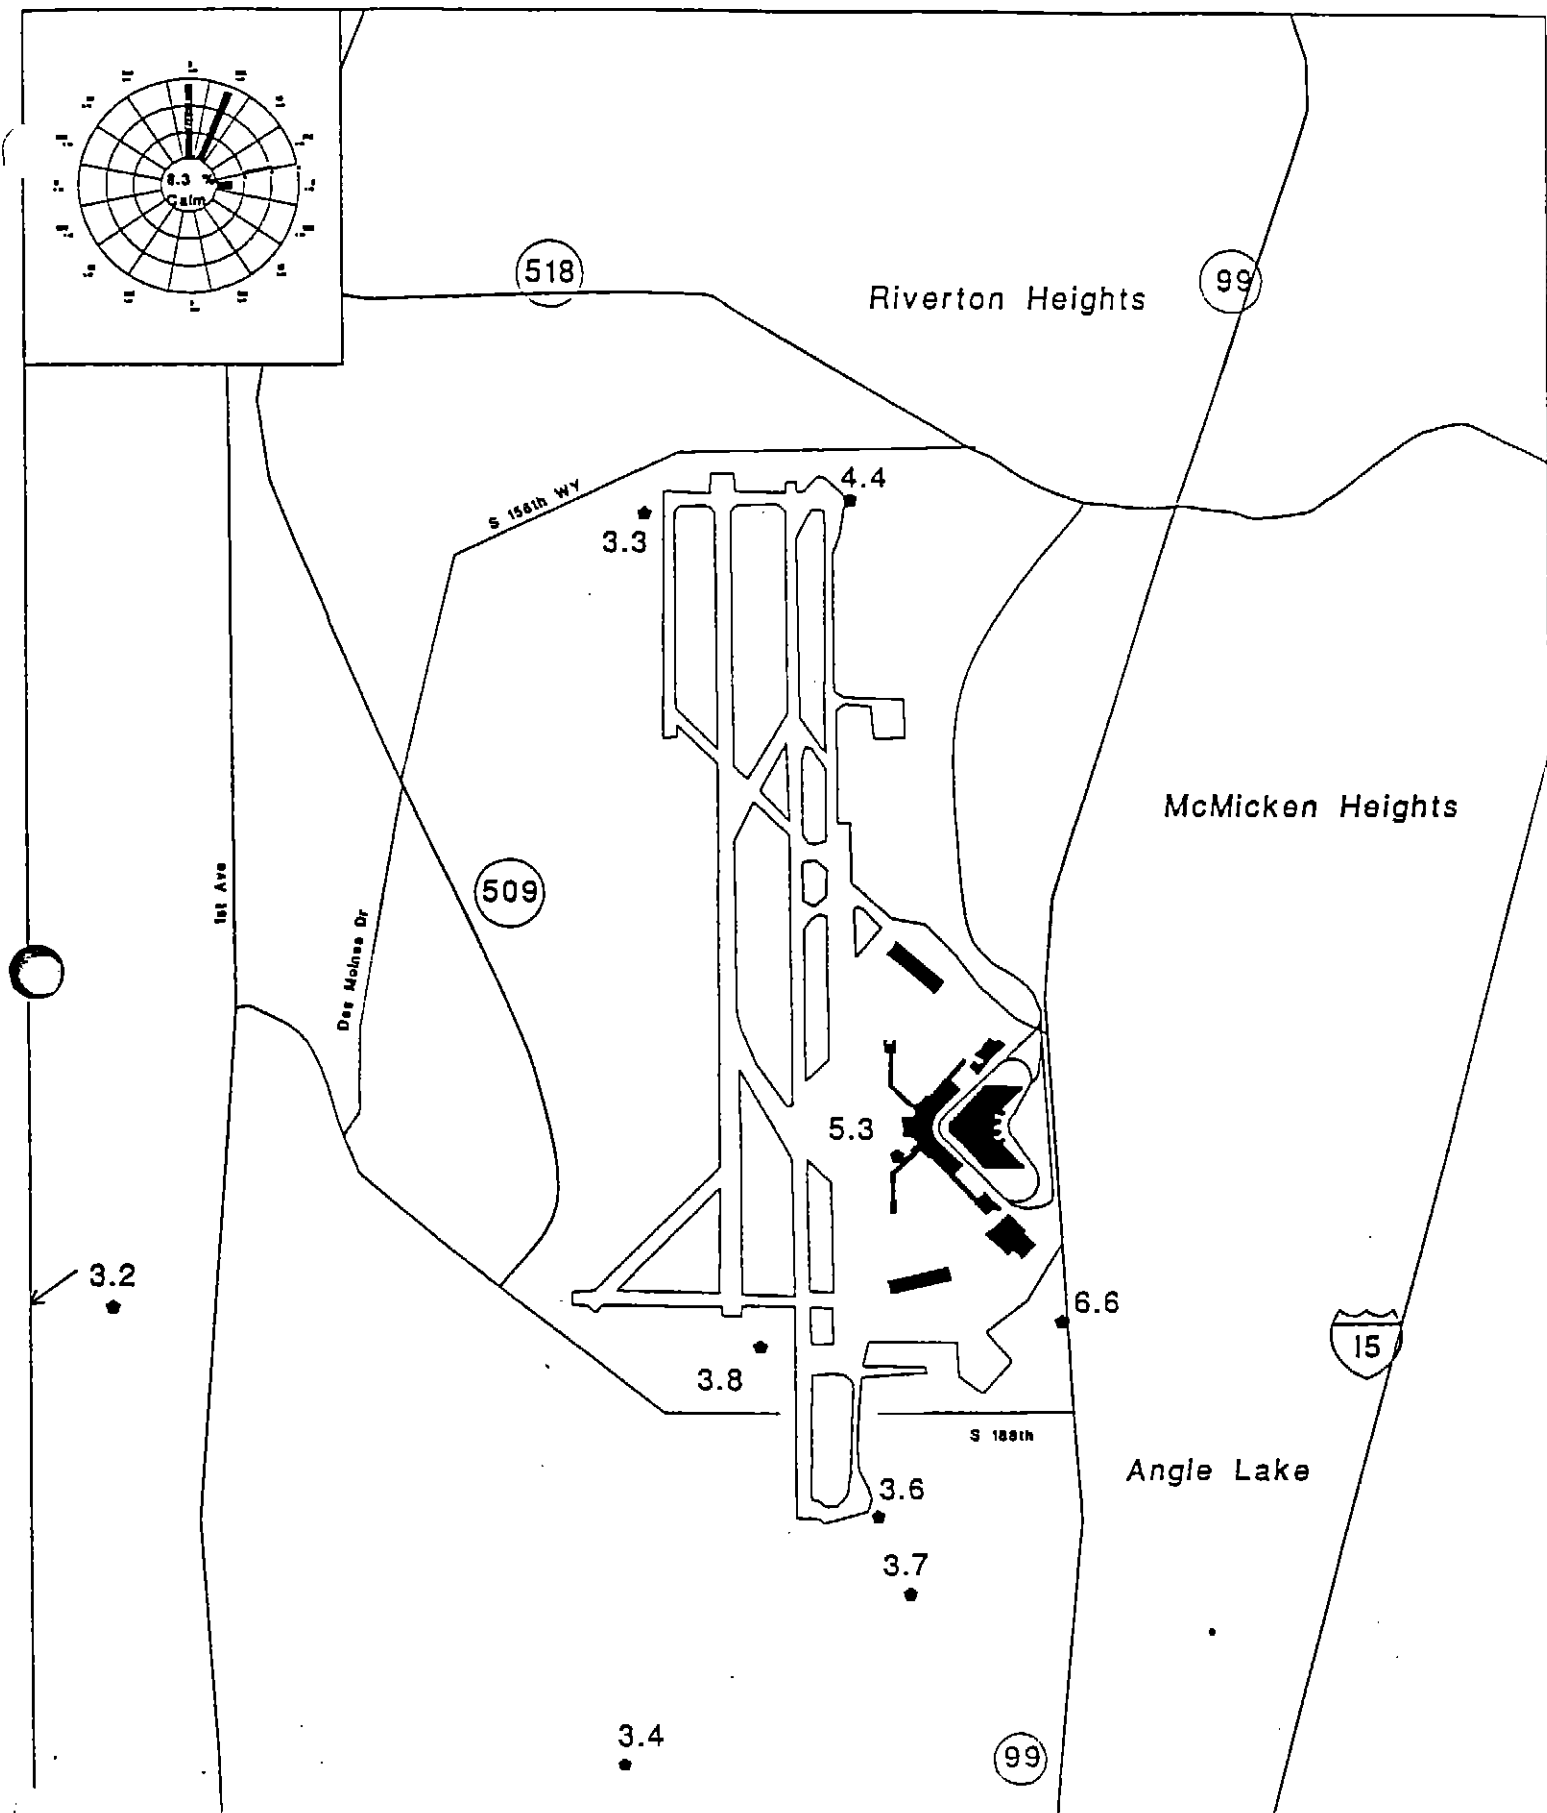 8.3 %
Calm
518
Riverton Heights
99
4.4
S 156th WY
3.3
McMicken Heights
1st Ave
509
Des Moines Dr
5.3
3.2
6.6
15
3.8
S 188th
Angle Lake
3.6
3.7
3.4
99